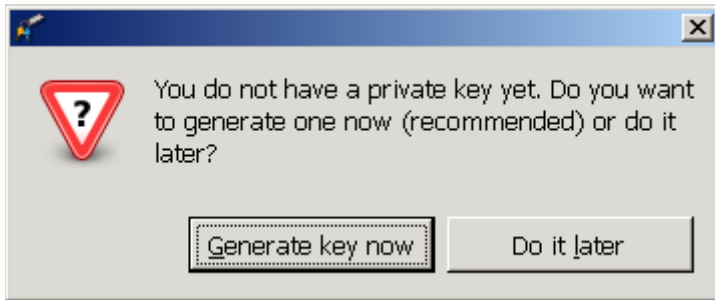 You do not have a private key yet. Do you want
to generate one now (recommended) or do it
later?
Generate key now
Do it later